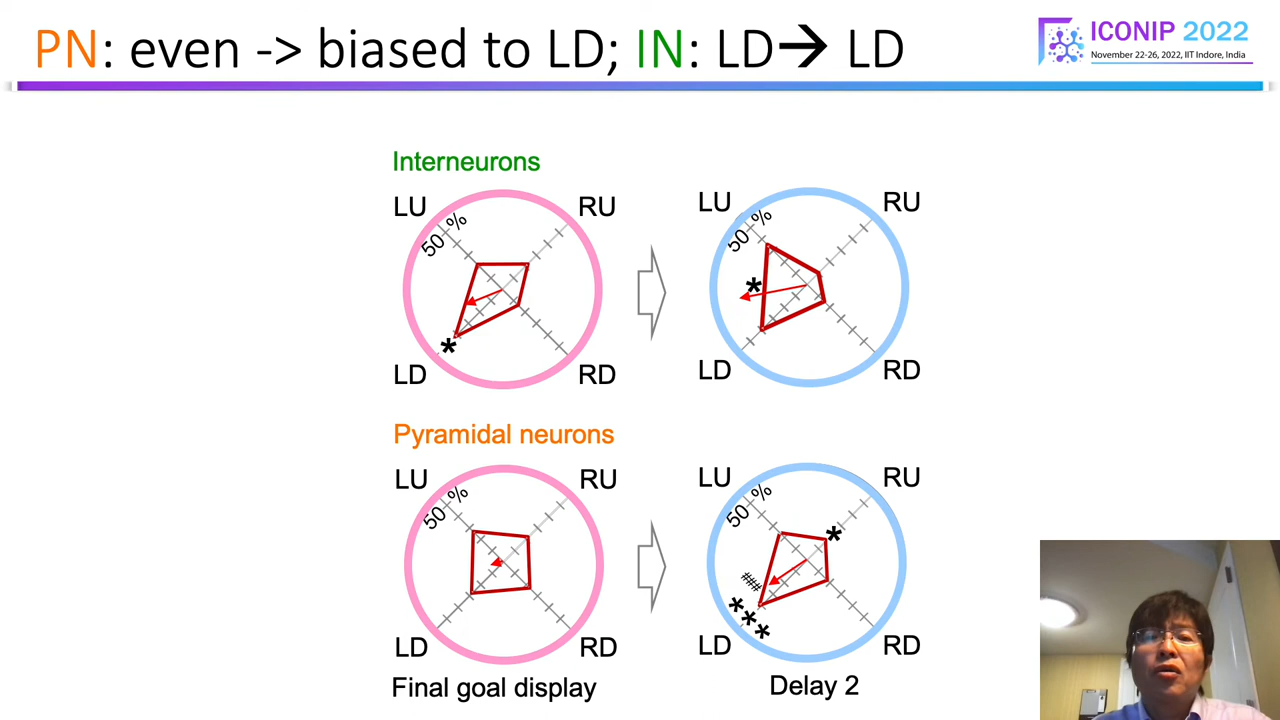 PN: even -> biased to LD; IN: LD→ LD
ICONIP 2022
November 22-26, 2022, IIT Indore, India
Interneurons
LU
RU
50 %
*
LD
RD
LU
RU
50 %
*
LD
RD
Pyramidal neurons
LU
RU
50 %
LD
RD
LU
RU
50 %
*
###
***
LD
RD
Final goal display
Delay 2